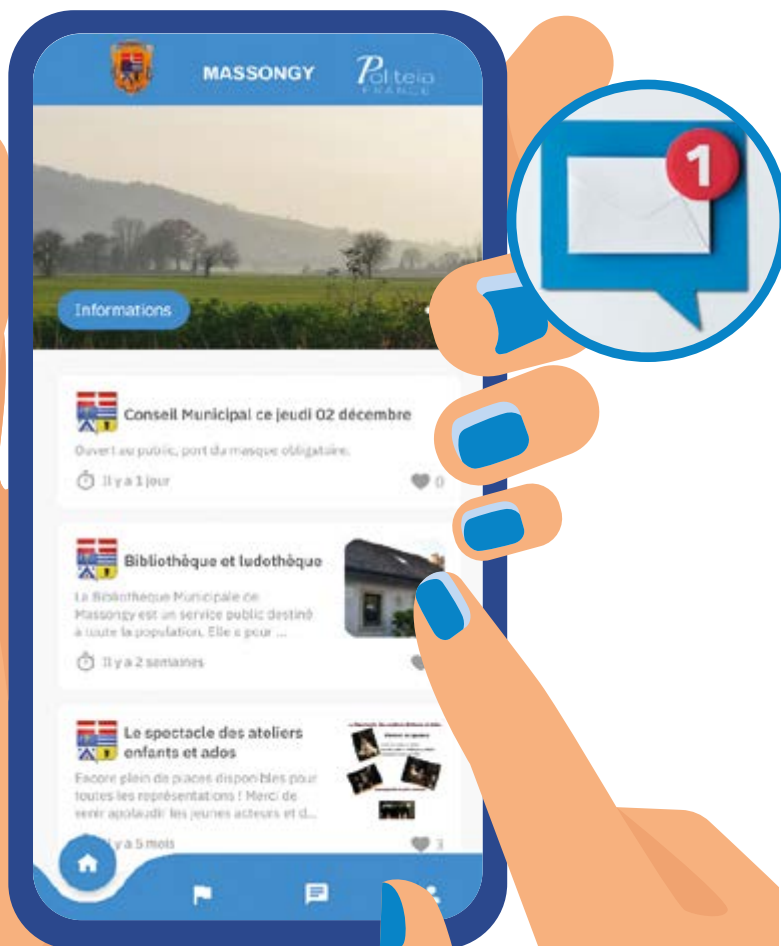 MASSONGY
Politeia
FRANCE
1
Informations
Conseil Municipal ce jeudi 02 décembre
Ouvert au public, port du masque obligatoire.
Il y a 1 jour
0
Bibliothèque et ludothèque
La Bibliothèque Municipale de
Massongy est un service public destiné
à toute la population. Elle a pour ...
Il y a 2 semaines
Le spectacle des ateliers
enfants et ados
Encore plein de places disponibles pour
toutes les représentations ! Merci de
venir applaudir les jeunes acteurs et d...
Il y a 5 mois
3